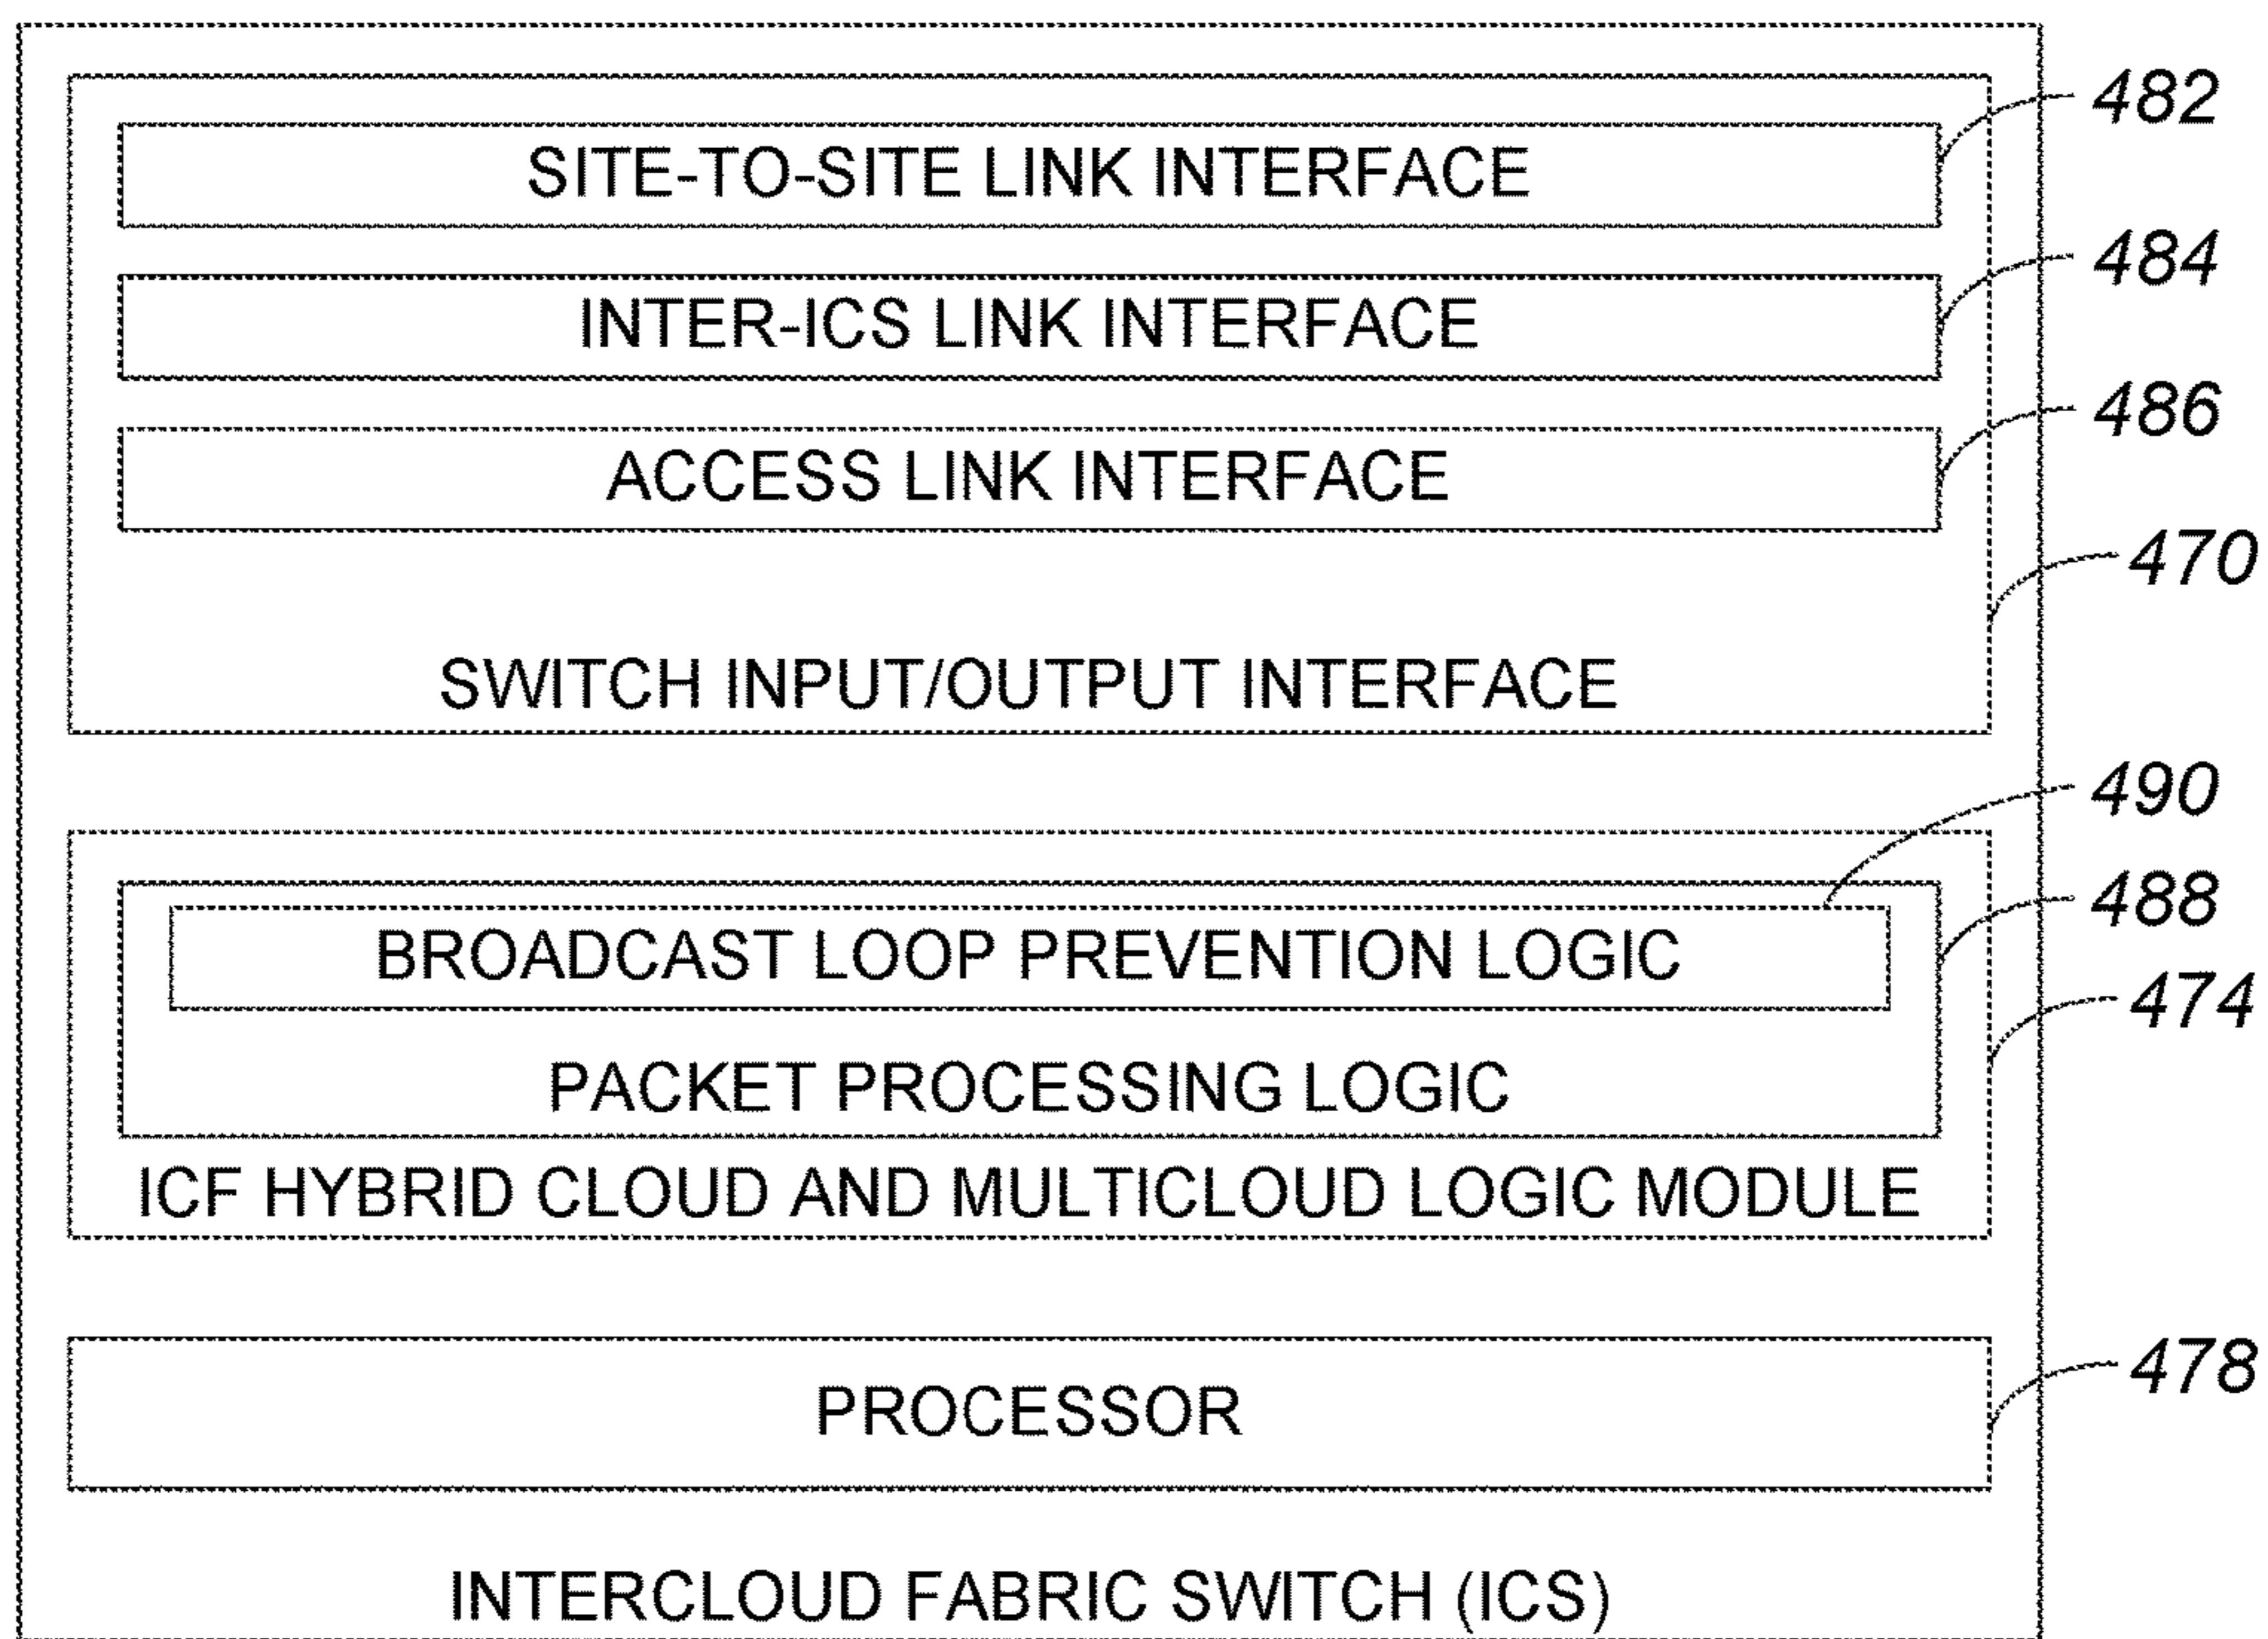 482
SITE-TO-SITE LINK INTERFACE
484
INTER-ICS LINK INTERFACE
486
ACCESS LINK INTERFACE
470
SWITCH INPUT/OUTPUT INTERFACE
490
488
BROADCAST LOOP PREVENTION LOGIC
474
PACKET PROCESSING LOGIC
ICF HYBRID CLOUD AND MULTICLOUD LOGIC MODULE
478
PROCESSOR
INTERCLOUD FABRIC SWITCH (ICS)